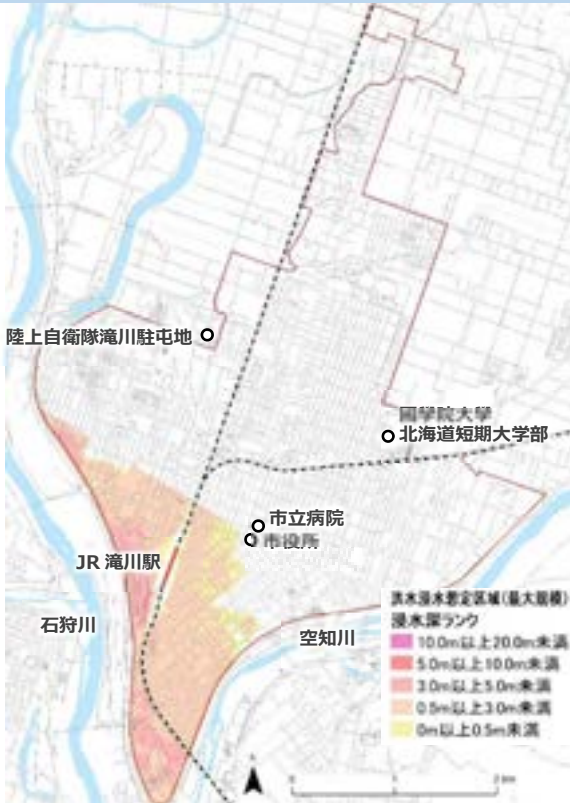 陸上自衛隊滝川駐屯地
國學院大學
北海道短期大学部
市立病院
市役所
JR 滝川駅
石狩川
空知川
洪水浸水想定区域(最大規模)
浸水深ランク
10.0m以上20.0m未満
5.0m以上10.0m未満
3.0m以上5.0m未満
0.5m以上3.0m未満
0m以上0.5m未満
0
1
2 km